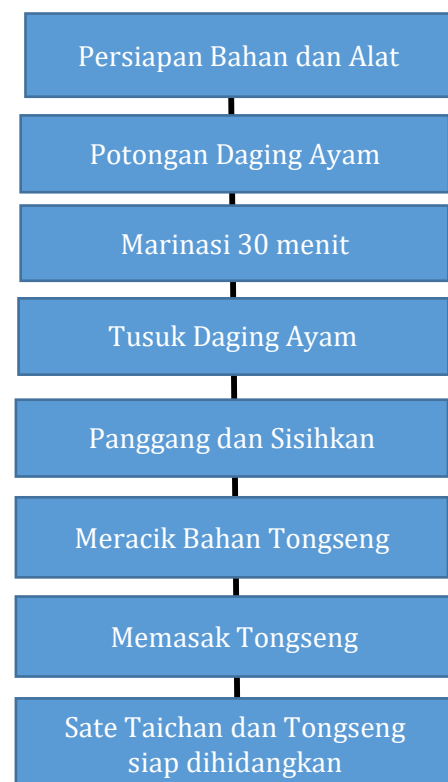 Persiapan Bahan dan Alat
Potongan Daging Ayam
Marinasi 30 menit
Tusuk Daging Ayam
Panggang dan Sisihkan
Meracik Bahan Tongseng
Memasak Tongseng
Sate Taichan dan Tongseng
siap dihidangkan